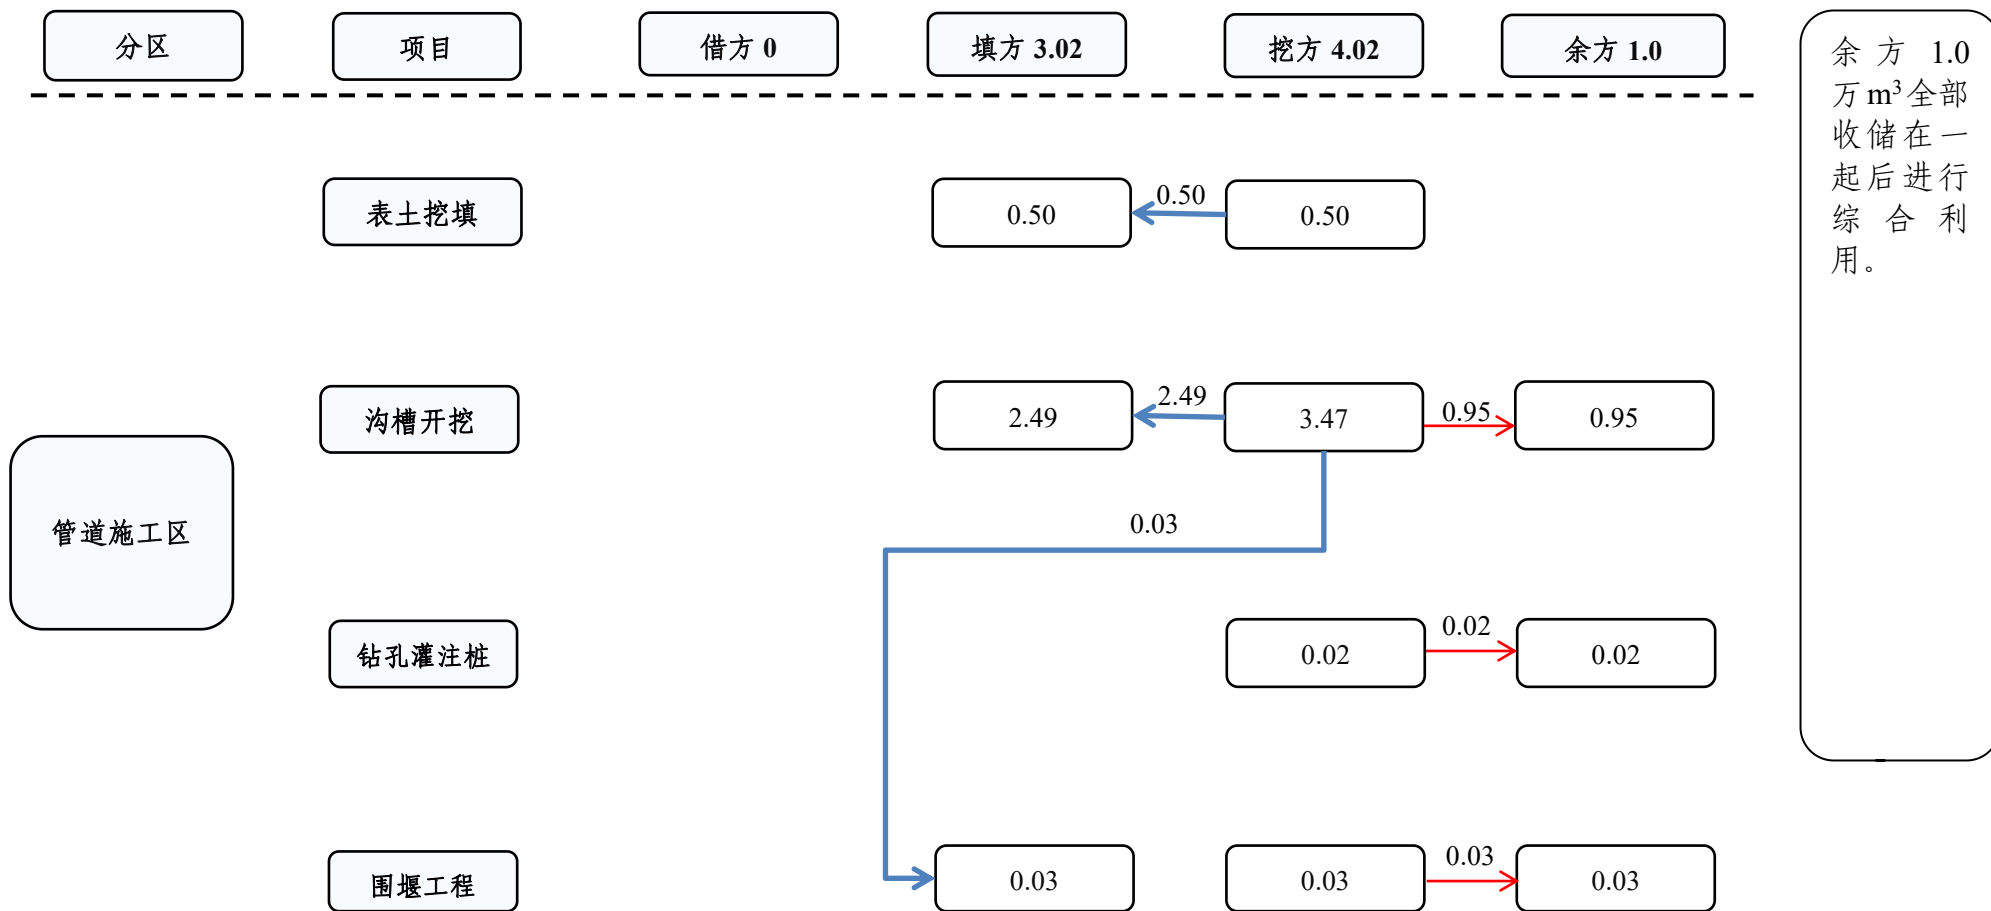 分区
项目
借方 0
填方 3.02
挖方 4.02
余方 1.0
余方 1.0
万 m³全部
收储在一
起后进行
综合利
用。
表土挖填
0.50
0.50
0.50
沟槽开挖
2.49
2.49
3.47
0.95
0.95
管道施工区
0.03
钻孔灌注桩
0.02
0.02
0.02
围堰工程
0.03
0.03
0.03
0.03